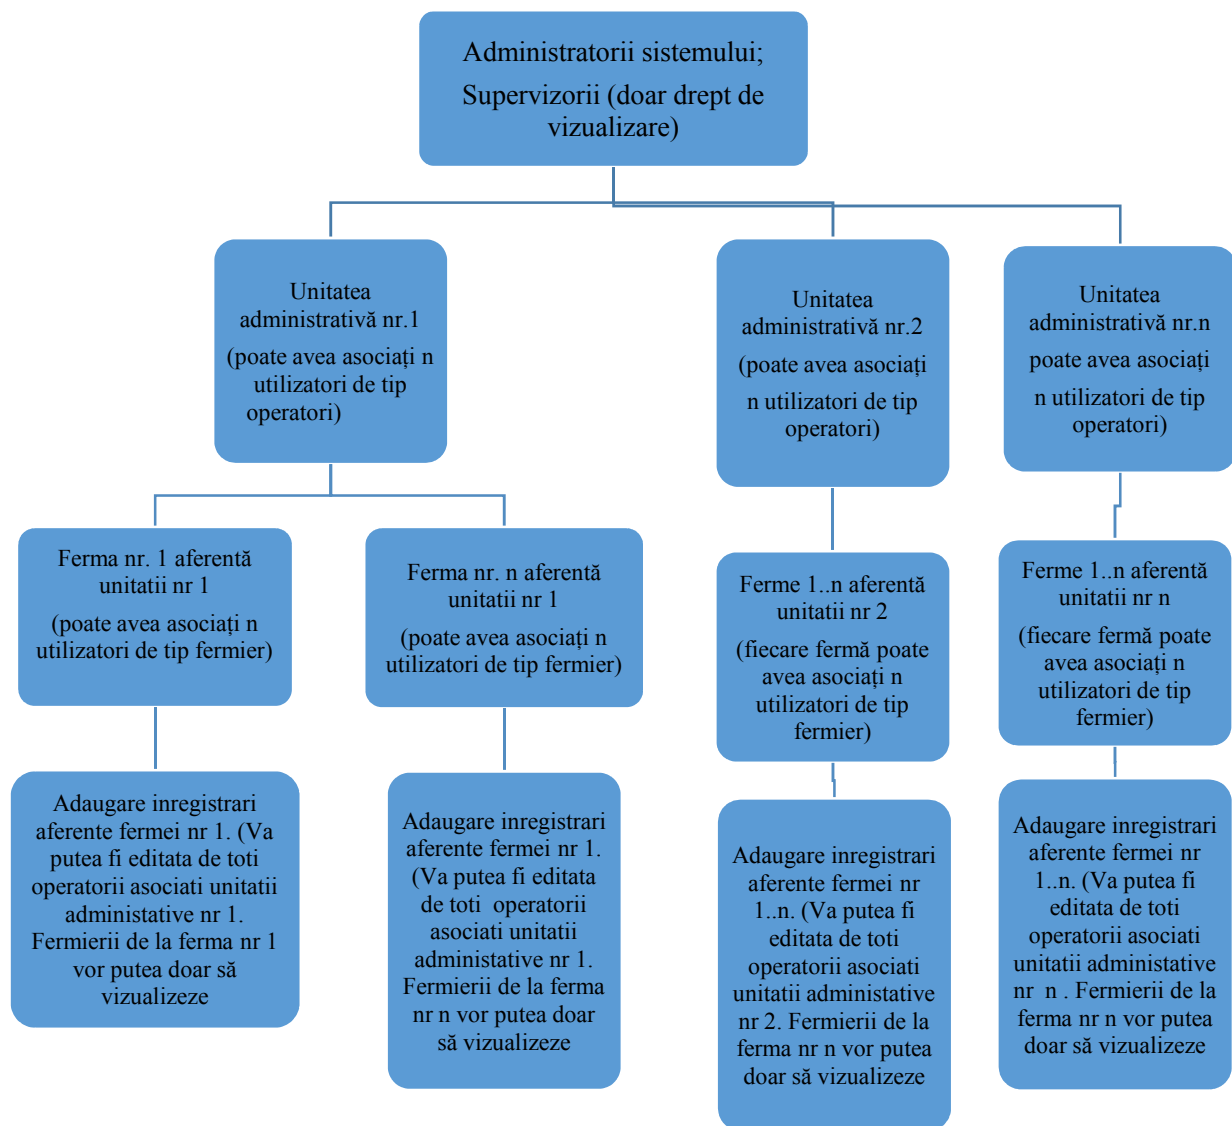 Administratorii sistemului;
Supervizorii (doar drept de
vizualizare)
Unitatea
administrativă nr.1
(poate avea asociați n
utilizatori de tip
operatori)
Unitatea
administrativă nr.2
(poate avea asociați
n utilizatori de tip
operatori)
Unitatea
administrativă nr.n
poate avea asociați
n utilizatori de tip
operatori)
Ferma nr. 1 aferentă
unitatii nr 1
(poate avea asociați n
utilizatori de tip fermier)
Ferma nr. n aferentă
unitatii nr 1
(poate avea asociați n
utilizatori de tip fermier)
Ferme 1..n aferentă
unitatii nr 2
(fiecare fermă poate
avea asociați n
utilizatori de tip
fermier)
Ferme 1..n aferentă
unitatii nr n
(fiecare fermă poate
avea asociați n
utilizatori de tip
fermier)
Adaugare inregistrari
aferente fermei nr 1. (Va
putea fi editata de toti
operatorii asociati unitatii
administative nr 1.
Fermierii de la ferma nr 1
vor putea doar să
vizualizeze
Adaugare inregistrari
aferente fermei nr 1.
(Va putea fi editata
de toti operatorii
asociati unitatii
administative nr 1.
Fermierii de la ferma
nr n vor putea doar
să vizualizeze
Adaugare inregistrari
aferente fermei nr
1..n. (Va putea fi
editata de toti
operatorii asociati
unitatii administative
nr 2. Fermierii de la
ferma nr n vor putea
doar să vizualizeze
Adaugare inregistrari
aferente fermei nr
1..n. (Va putea fi
editata de toti
operatorii asociati
unitatii administative
nr n . Fermierii de la
ferma nr n vor putea
doar să vizualizeze